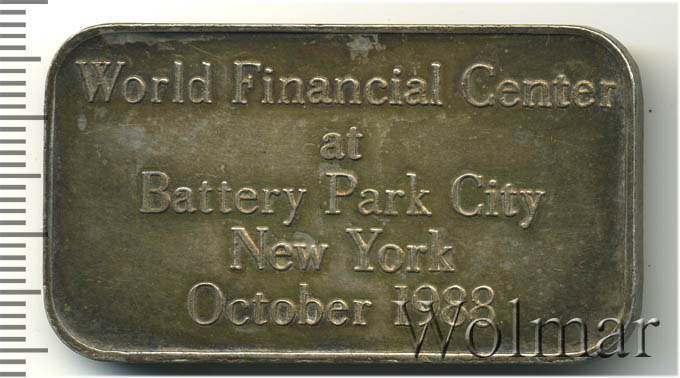 World Financial Center
at
Battery Park City
New York
October 1988
Wolmar